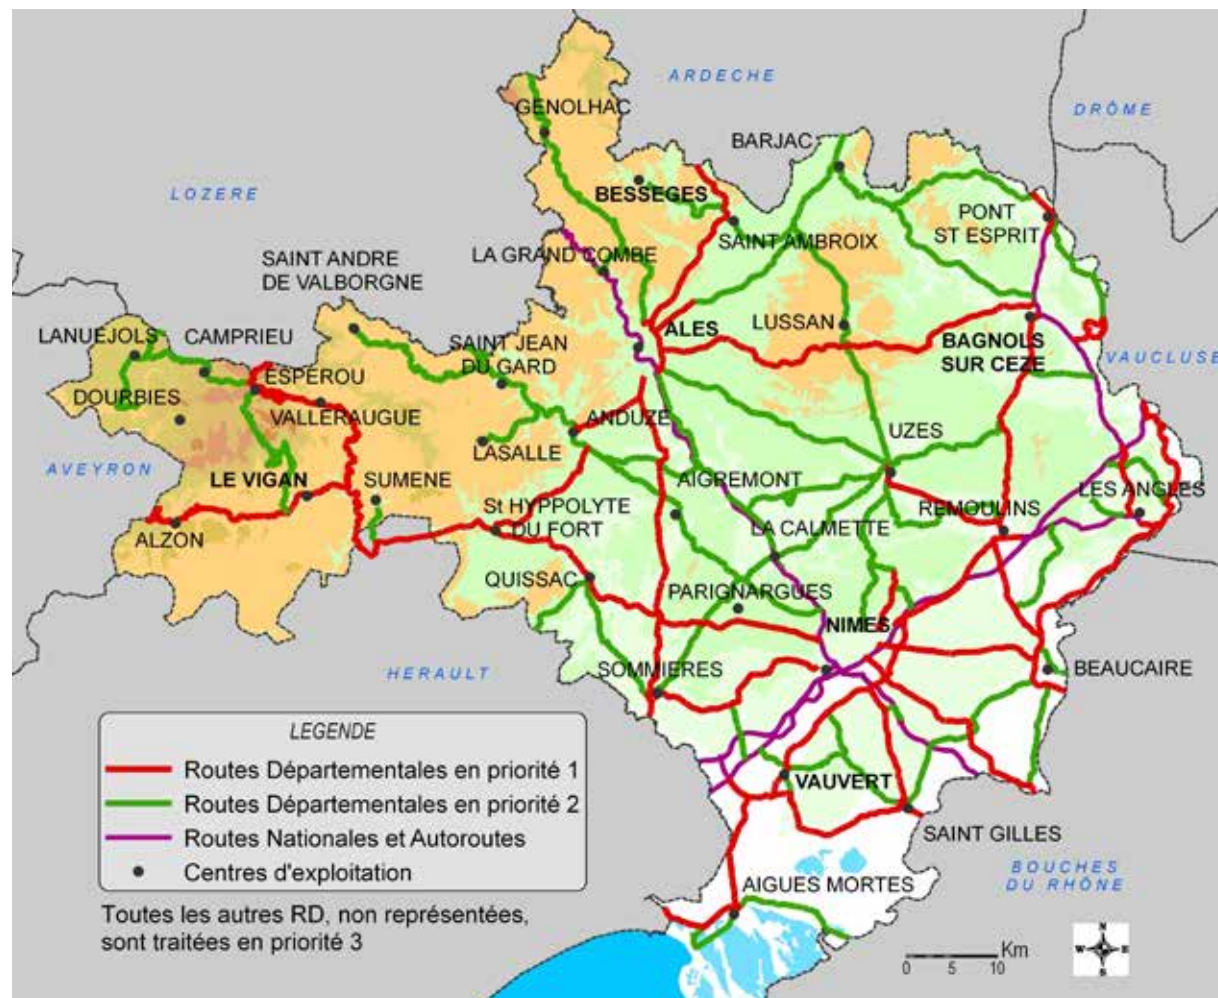 ARDECHE
DRÔME
GENOLHAC
BARJAC
LOZERE
BESSEGES
PONT
ST ESPRIT
SAINT AMBROIX
LA GRAND COMBE
SAINT ANDRE
DE VALBORGNE
LANUEJOLS
CAMPRIEU
SAINT JEAN
DU GARD
ALES
LUSSAN
BAGNOLS
SUR CEZE
VAUCLUSE
ESPEROU
DOURBIES
VALLERAUGUE
ANDUZE
UZES
AVEYRON
LASALLE
LE VIGAN
SUMENE
AIGREMONT
LES ANGLES
St HYPPOLYTE
DU FORT
REMOULINS
LA CALMETTE
ALZON
QUISSAC
PARIGNARGUES
NIMES
HERAULT
SOMMIERES
BEAUCAIRE
LEGENDE
Routes Départementales en priorité 1
Routes Départementales en priorité 2
Routes Nationales et Autoroutes
Centres d'exploitation
Toutes les autres RD, non représentées,
sont traitées en priorité 3
VAUVERT
SAINT GILLES
BOUCHES
DU RHÔNE
AIGUES MORTES
Km
0 5 10
N
W E
S